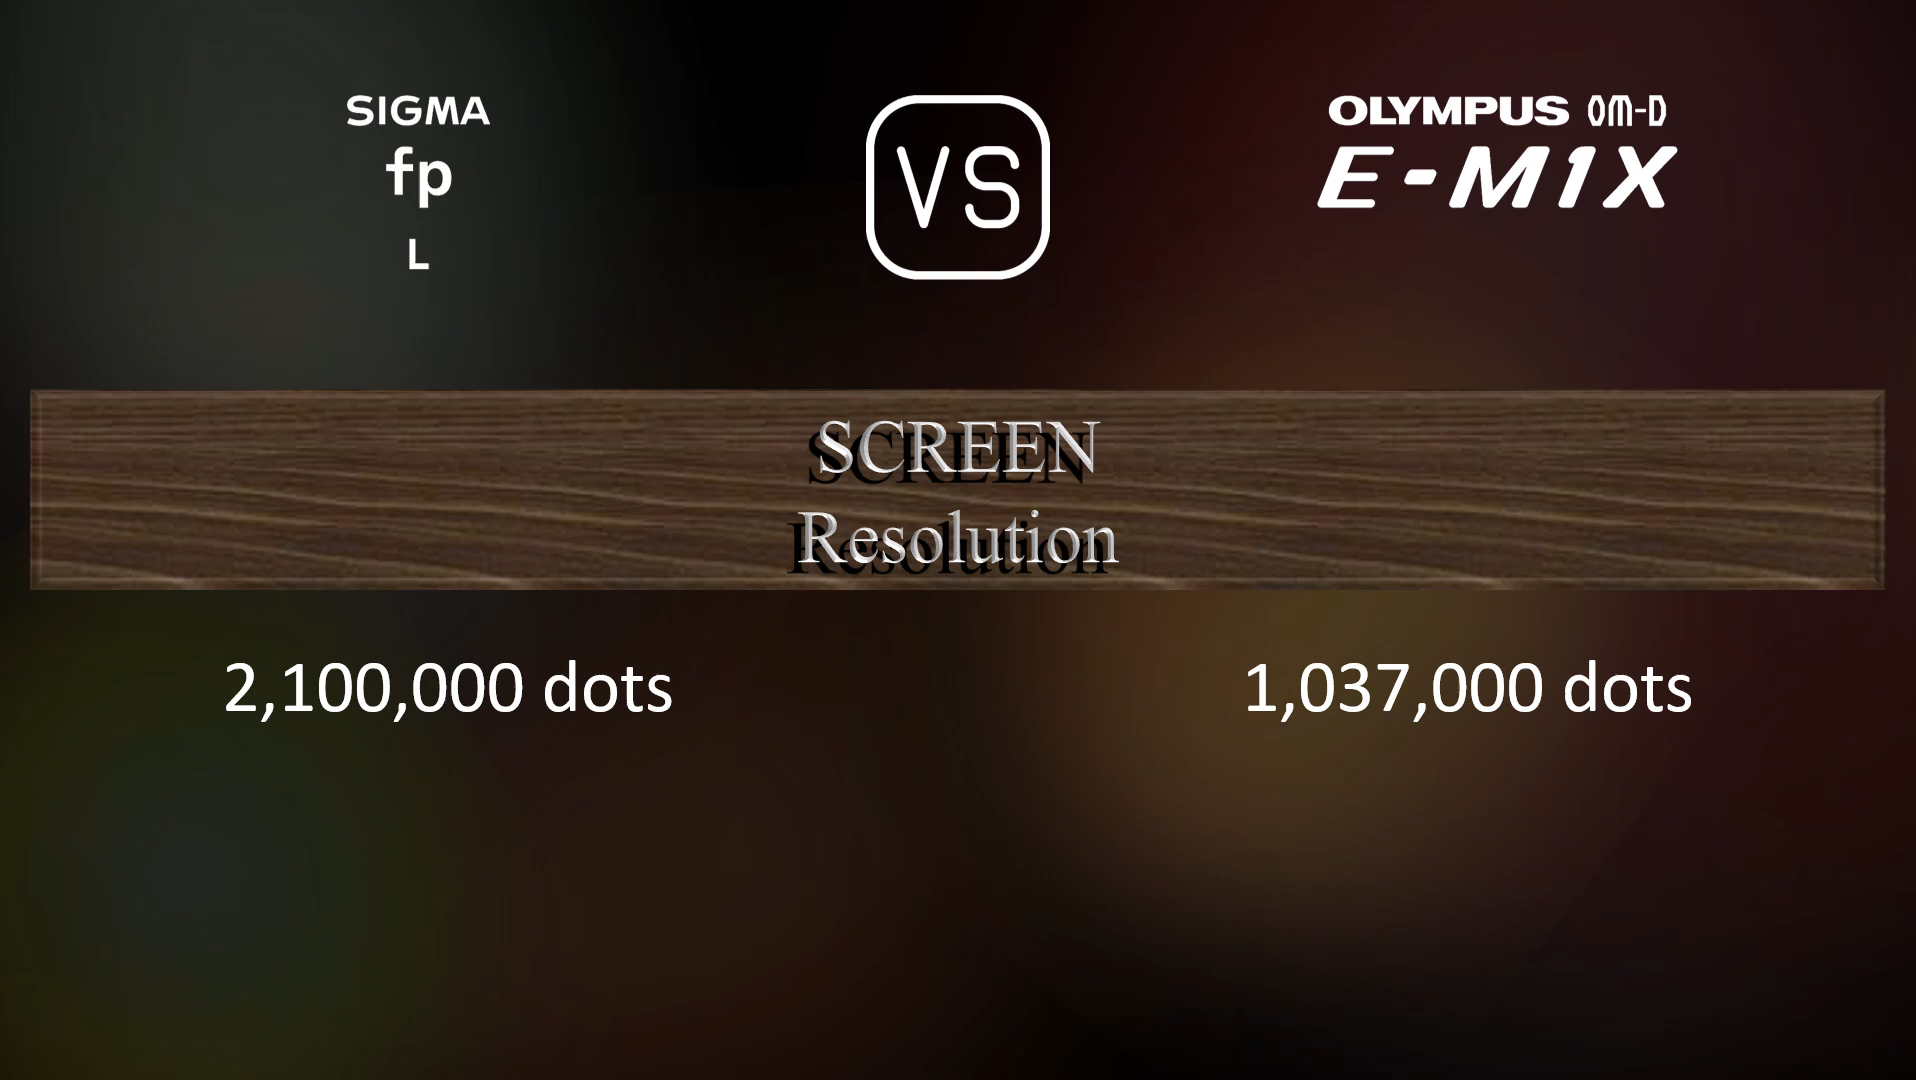 SIGMA
fp
L
VS
OLYMPUS OM-D
E-M1X
SCREEN
Resolution
2,100,000 dots
1,037,000 dots